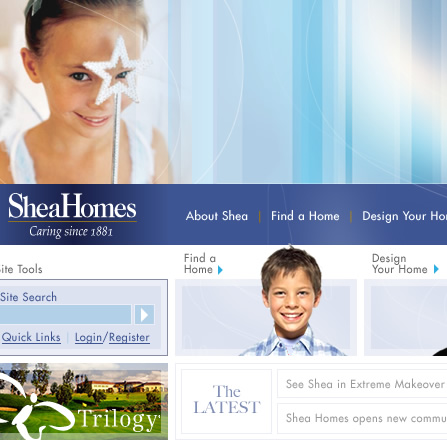 SheaHomes
Caring since 1881
About Shea | Find a Home | Design Your Ho
ite Tools
Find a
Home
Design
Your Home
Site Search
Quick Links | Login/Register
Trilogy
The
LATEST
See Shea in Extreme Makeover
Shea Homes opens new commu